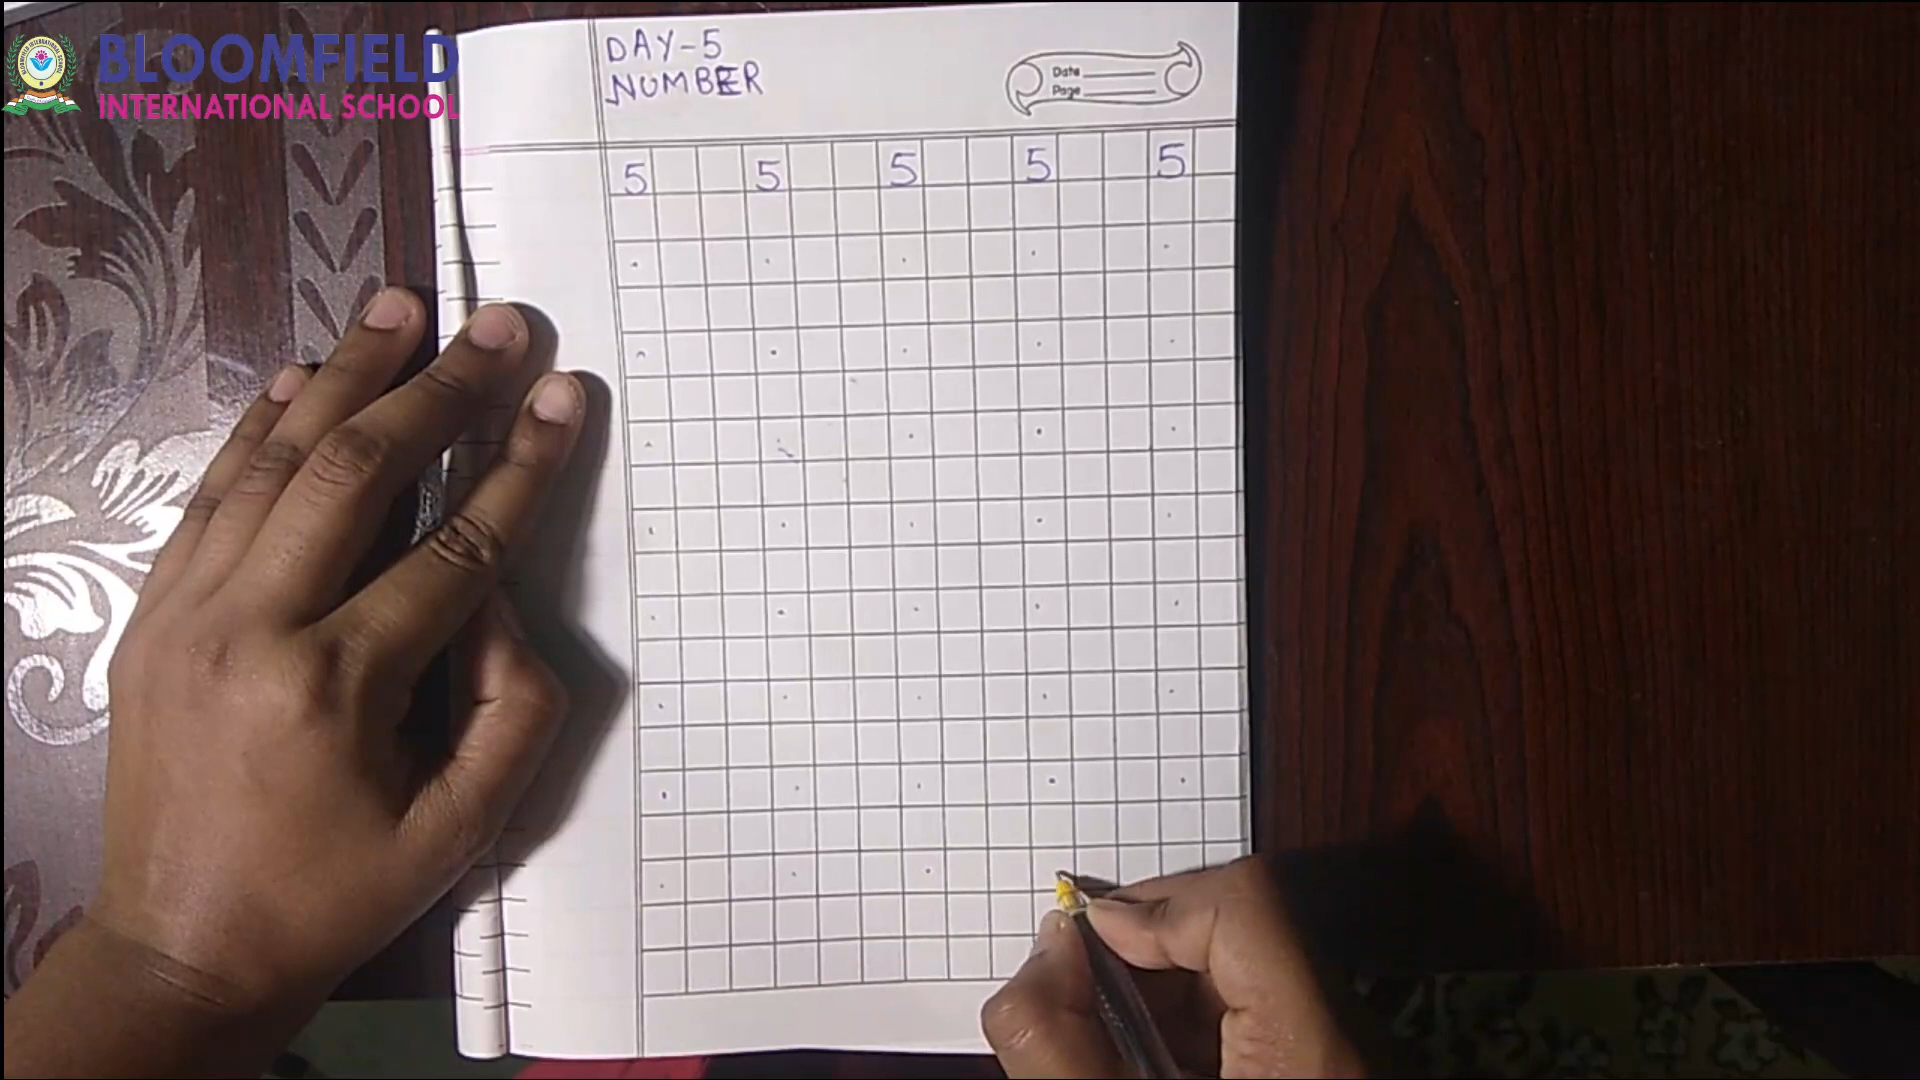 BLOOMFIELD
INTERNATIONAL SCHOOL
DAY-5
NUMBER
Date
Page
5 5 5 5 5